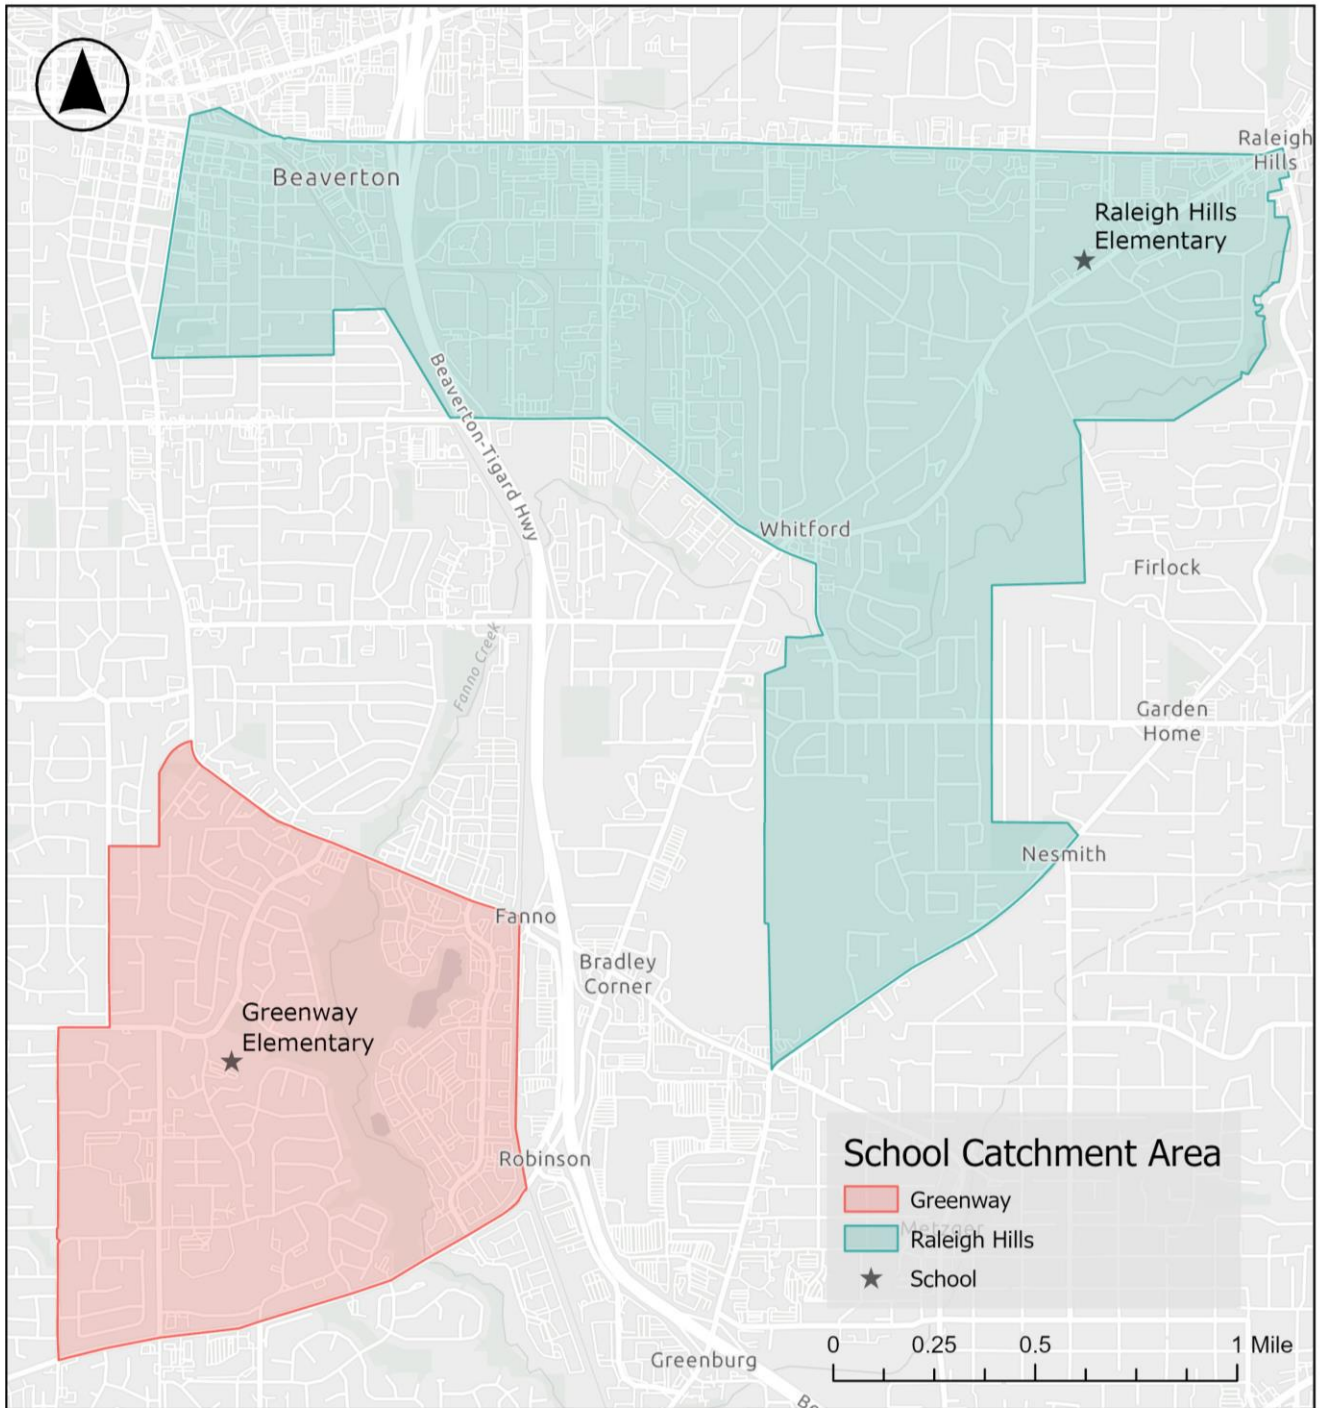 Raleigh
Hills
Beaverton
Raleigh Hills
Elementary
Beaverton-Tigard Hwy
Whitford
Firlock
Fanno Creek
Garden
Home
Nesmith
Fanno
Bradley
Corner
Greenway
Elementary
Robinson
School Catchment Area
Greenway
Metzger
Raleigh Hills
School
0 0.25 0.5 1 Mile
Greenburg